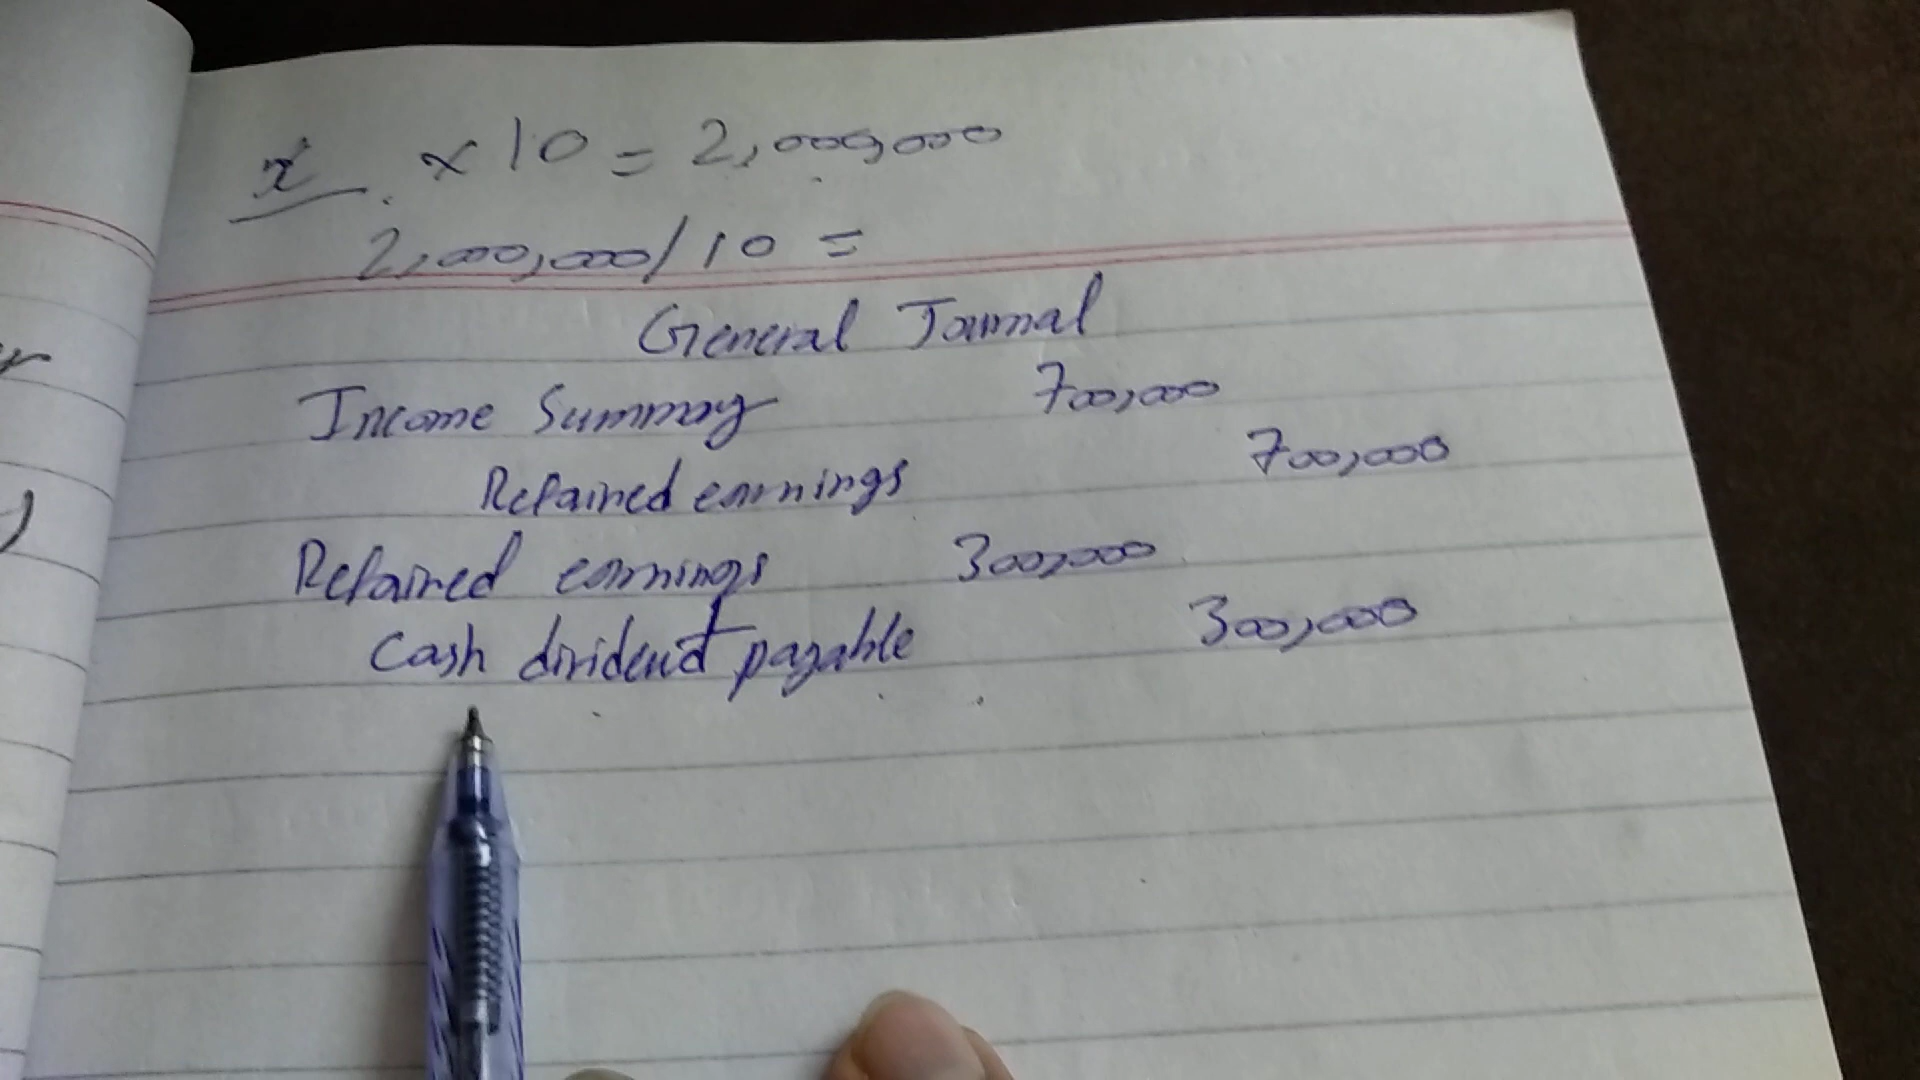 x × 10 = 2,000,000
2,000,000/10 =
General Journal
Income Summary 700,000
Retained earnings 700,000
Retained earnings 300,000
Cash dividend payable 300,000